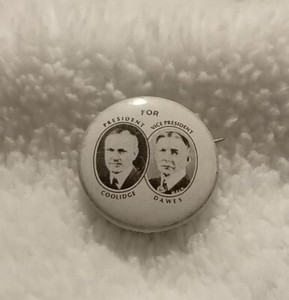 FOR
PRESIDENT
VICE PRESIDENT
COOLIDGE
DAWES